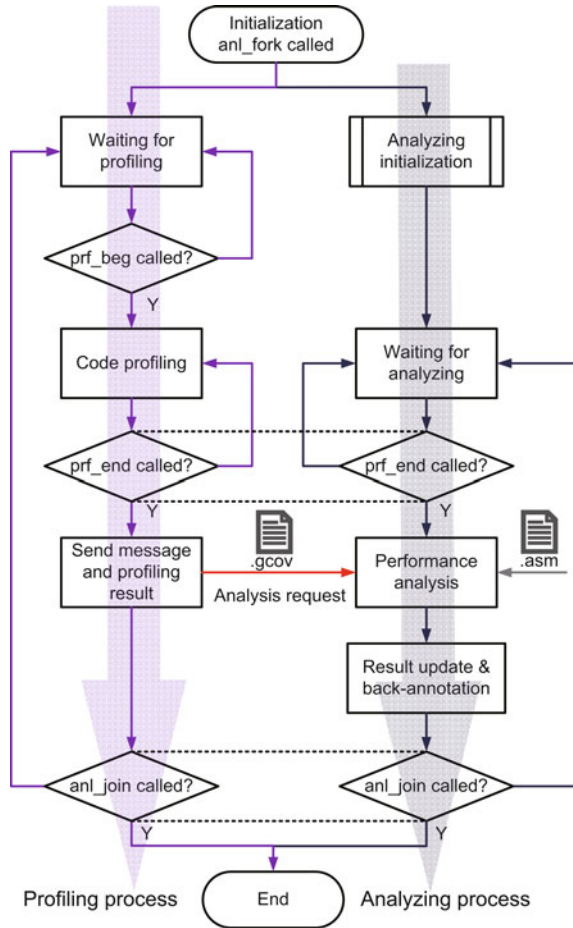 Initialization
anl_fork called
Waiting for
profiling
Analyzing
initialization
prf_beg called?
Y
Code profiling
Waiting for
analyzing
prf_end called?
prf_end called?
Y
Y
Send message
and profiling
result
.gcov
Analysis request
Performance
analysis
.asm
Result update &
back-annotation
anl_join called?
anl_join called?
Y
Y
Profiling process
End
Analyzing process